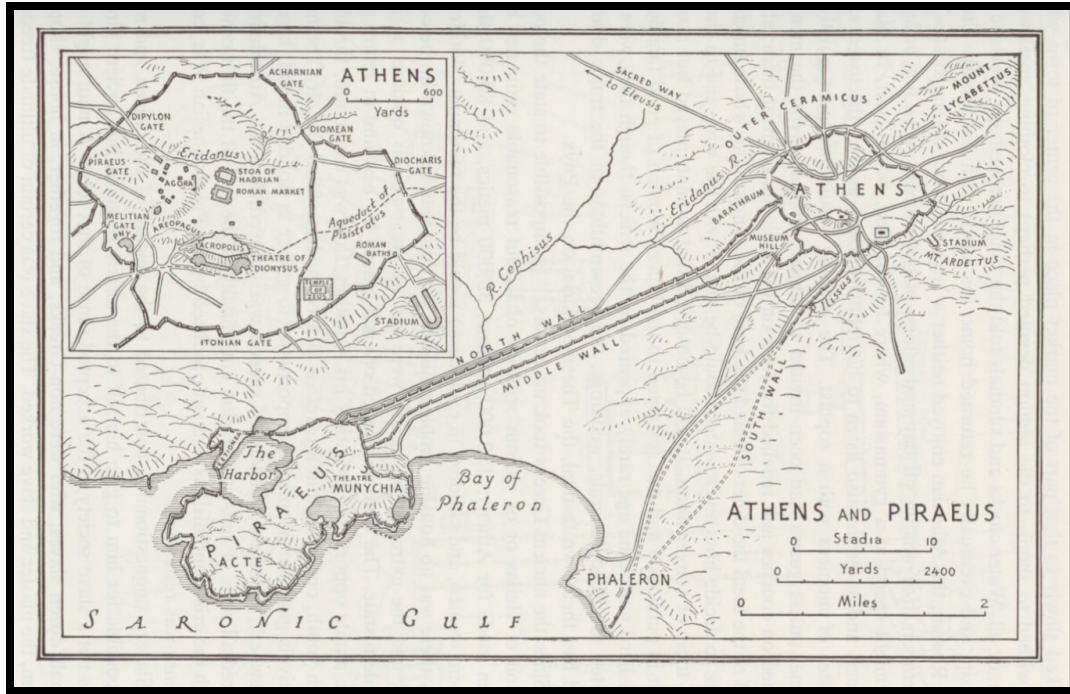 ATHENS
0 600
Yards
ACHARNIAN
GATE
DIPYLON
GATE
DIOMEAN
GATE
Eridanus
PIRAEUS
GATE
AGORA
STOA OF
HADRIAN
ROMAN MARKET
DIOCHARIS
GATE
MELITIAN
GATE
PNYX
AREOPAGUS
Aqueduct of
Pisistratus
ACROPOLIS
THEATRE OF
DIONYSUS
ROMAN
BATHS
TEMPLE
OF
ZEUS
STADIUM
ITONIAN GATE
SACRED WAY
to Eleusis
OUTER CERAMICUS
MOUNT
LYCABETTUS
Eridanus R.
ATHENS
BARATHRUM
MUSEUM
HILL
STADIUM
MT. ARDETTUS
R. Cephisus
R. Ilissus
NORTH WALL
MIDDLE WALL
SOUTH WALL
EETIONEA
The
Harbor
PIRAEUS
THEATRE
MUNYCHIA
ACTE
Bay of
Phaleron
PHALERON
SARONIC GULF
ATHENS AND PIRAEUS
0 Stadia 10
0 Yards 2400
Miles
0 2